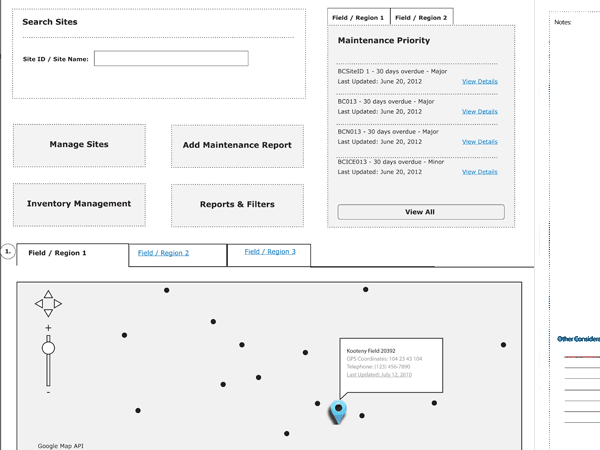 Search Sites
Site ID / Site Name:
Manage Sites
Add Maintenance Report
Inventory Management
Reports & Filters
Field / Region 1
Field / Region 2
Maintenance Priority
BCSiteID 1 - 30 days overdue - Major
Last Updated: June 20, 2012
View Details
BC013 - 30 days overdue - Major
Last Updated: June 20, 2012
View Details
BCN013 - 30 days overdue - Major
Last Updated: June 20, 2012
View Details
BCICE013 - 30 days overdue - Minor
Last Updated: June 20, 2012
View Details
View All
Notes:
1.
Field / Region 1
Field / Region 2
Field / Region 3
+
-
Kooteny Field 20392
GPS Coordinates: 104 23 43 104
Telephone: (123) 456-7890
Last Updated: July 12, 2010
Google Map API
Other Considera